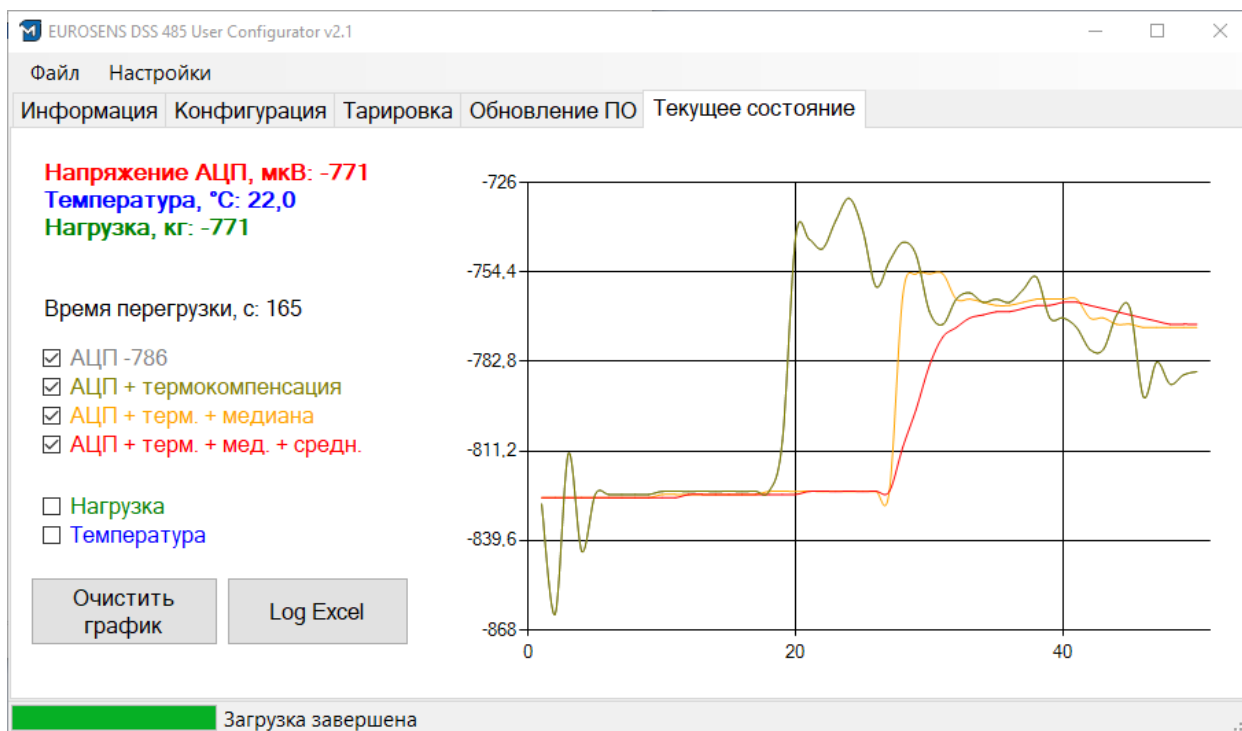 EUROSENS DSS 485 User Configurator v2.1
Файл Настройки
Информация Конфигурация Тарировка Обновление ПО Текущее состояние
Напряжение АЦП, мкВ: -771
Температура, °C: 22,0
Нагрузка, кг: -771
Время перегрузки, с: 165
АЦП -786
АЦП + термокомпенсация
АЦП + терм. + медиана
АЦП + терм. + мед. + средн.
Нагрузка
Температура
Очистить
график
Log Excel
-726
-754,4
-782,8
-811,2
-839,6
-868
0 20 40
Загрузка завершена